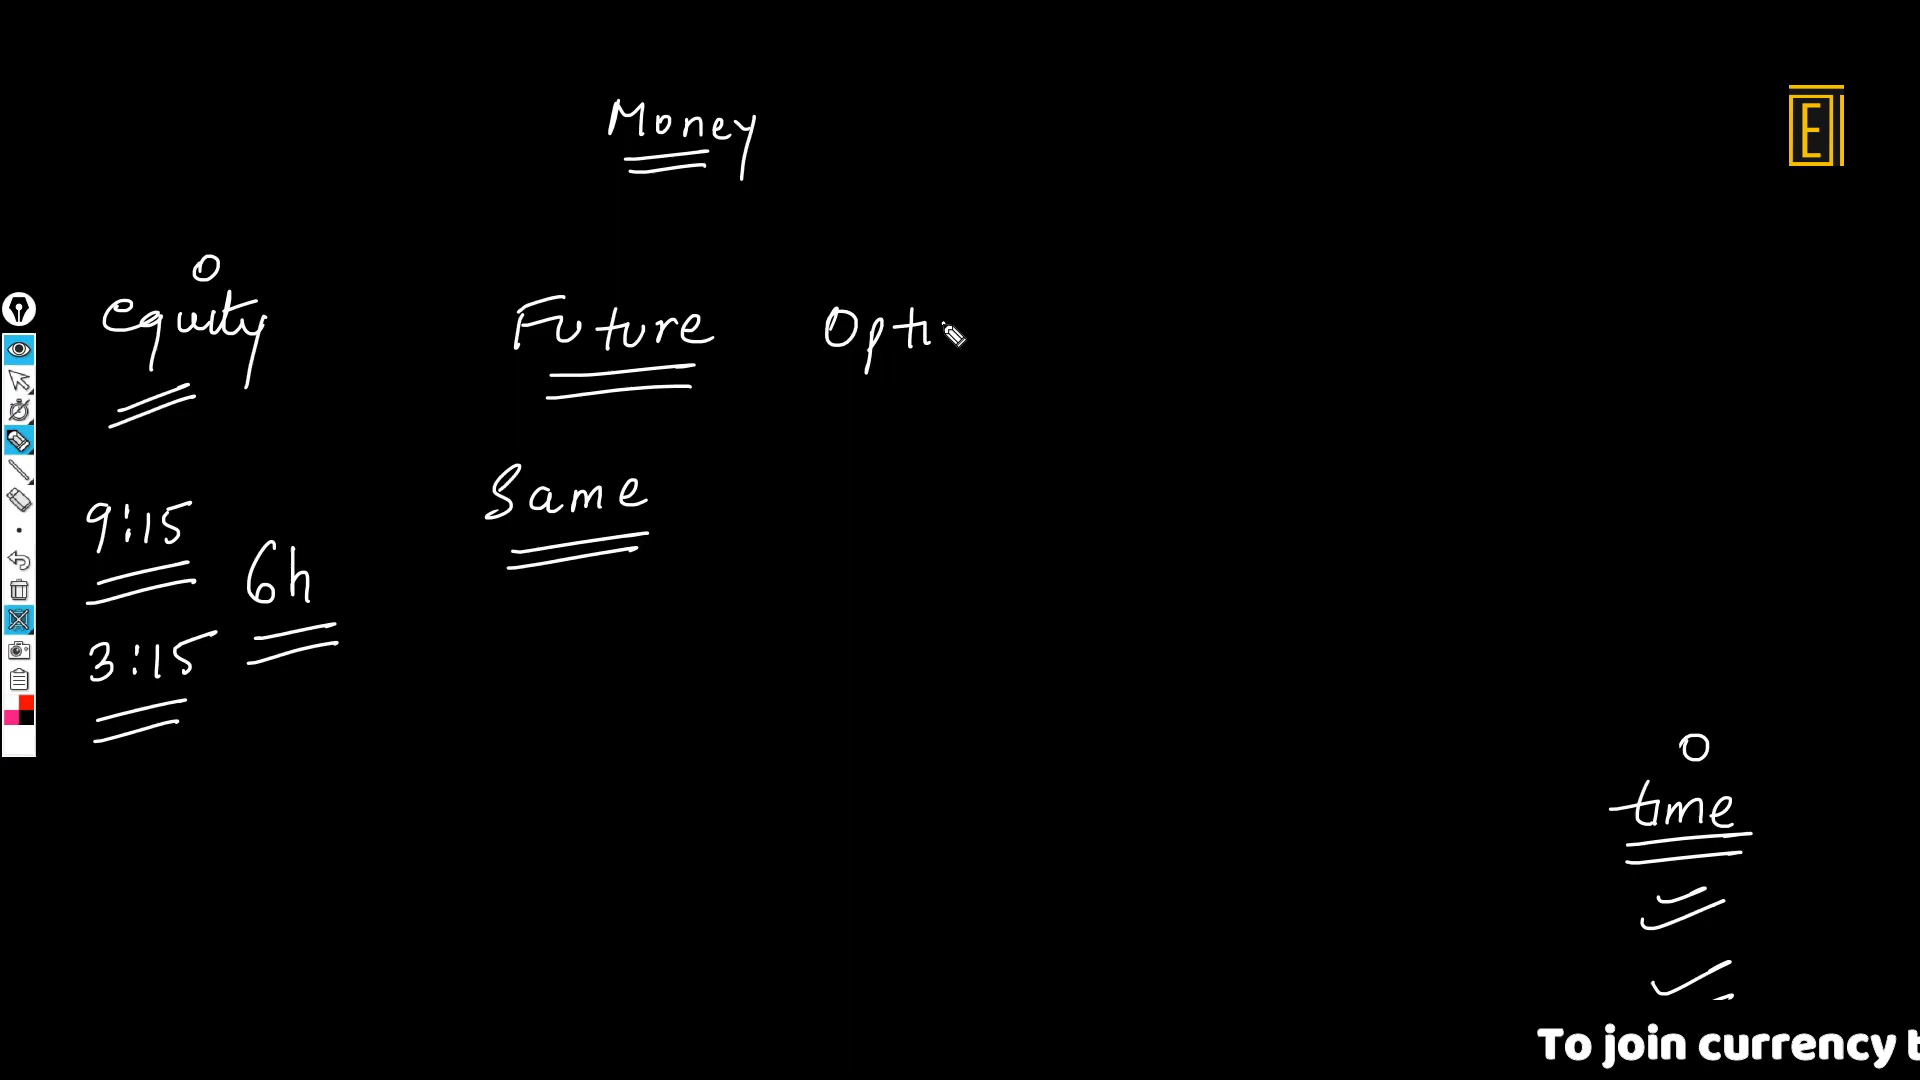 Money
E
equity
Future
Opti
Same
9:15
6h
3:15
time
To join currency